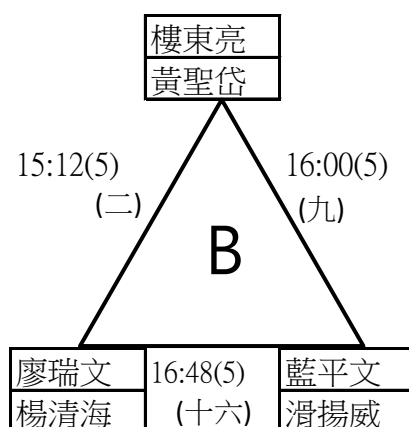 樓東亮
黃聖岱
15:12(5)
(二)
16:00(5)
(九)
B
廖瑞文
楊清海
16:48(5)
(十六)
藍平文
滑揚威